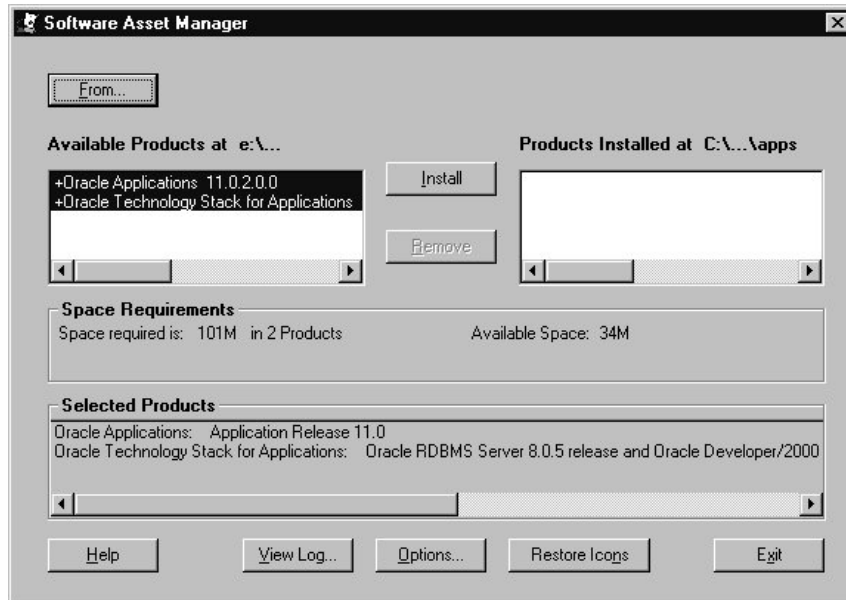 Software Asset Manager
From...
Available Products at e:\...
Products Installed at C:\...\apps
+Oracle Applications 11.0.2.0.0
+Oracle Technology Stack for Applications
Install
Remove
Space Requirements
Space required is: 101M in 2 Products
Available Space: 34M
Selected Products
Oracle Applications: Application Release 11.0
Oracle Technology Stack for Applications: Oracle RDBMS Server 8.0.5 release and Oracle Developer/2000
Help
View Log...
Options...
Restore Icons
Exit